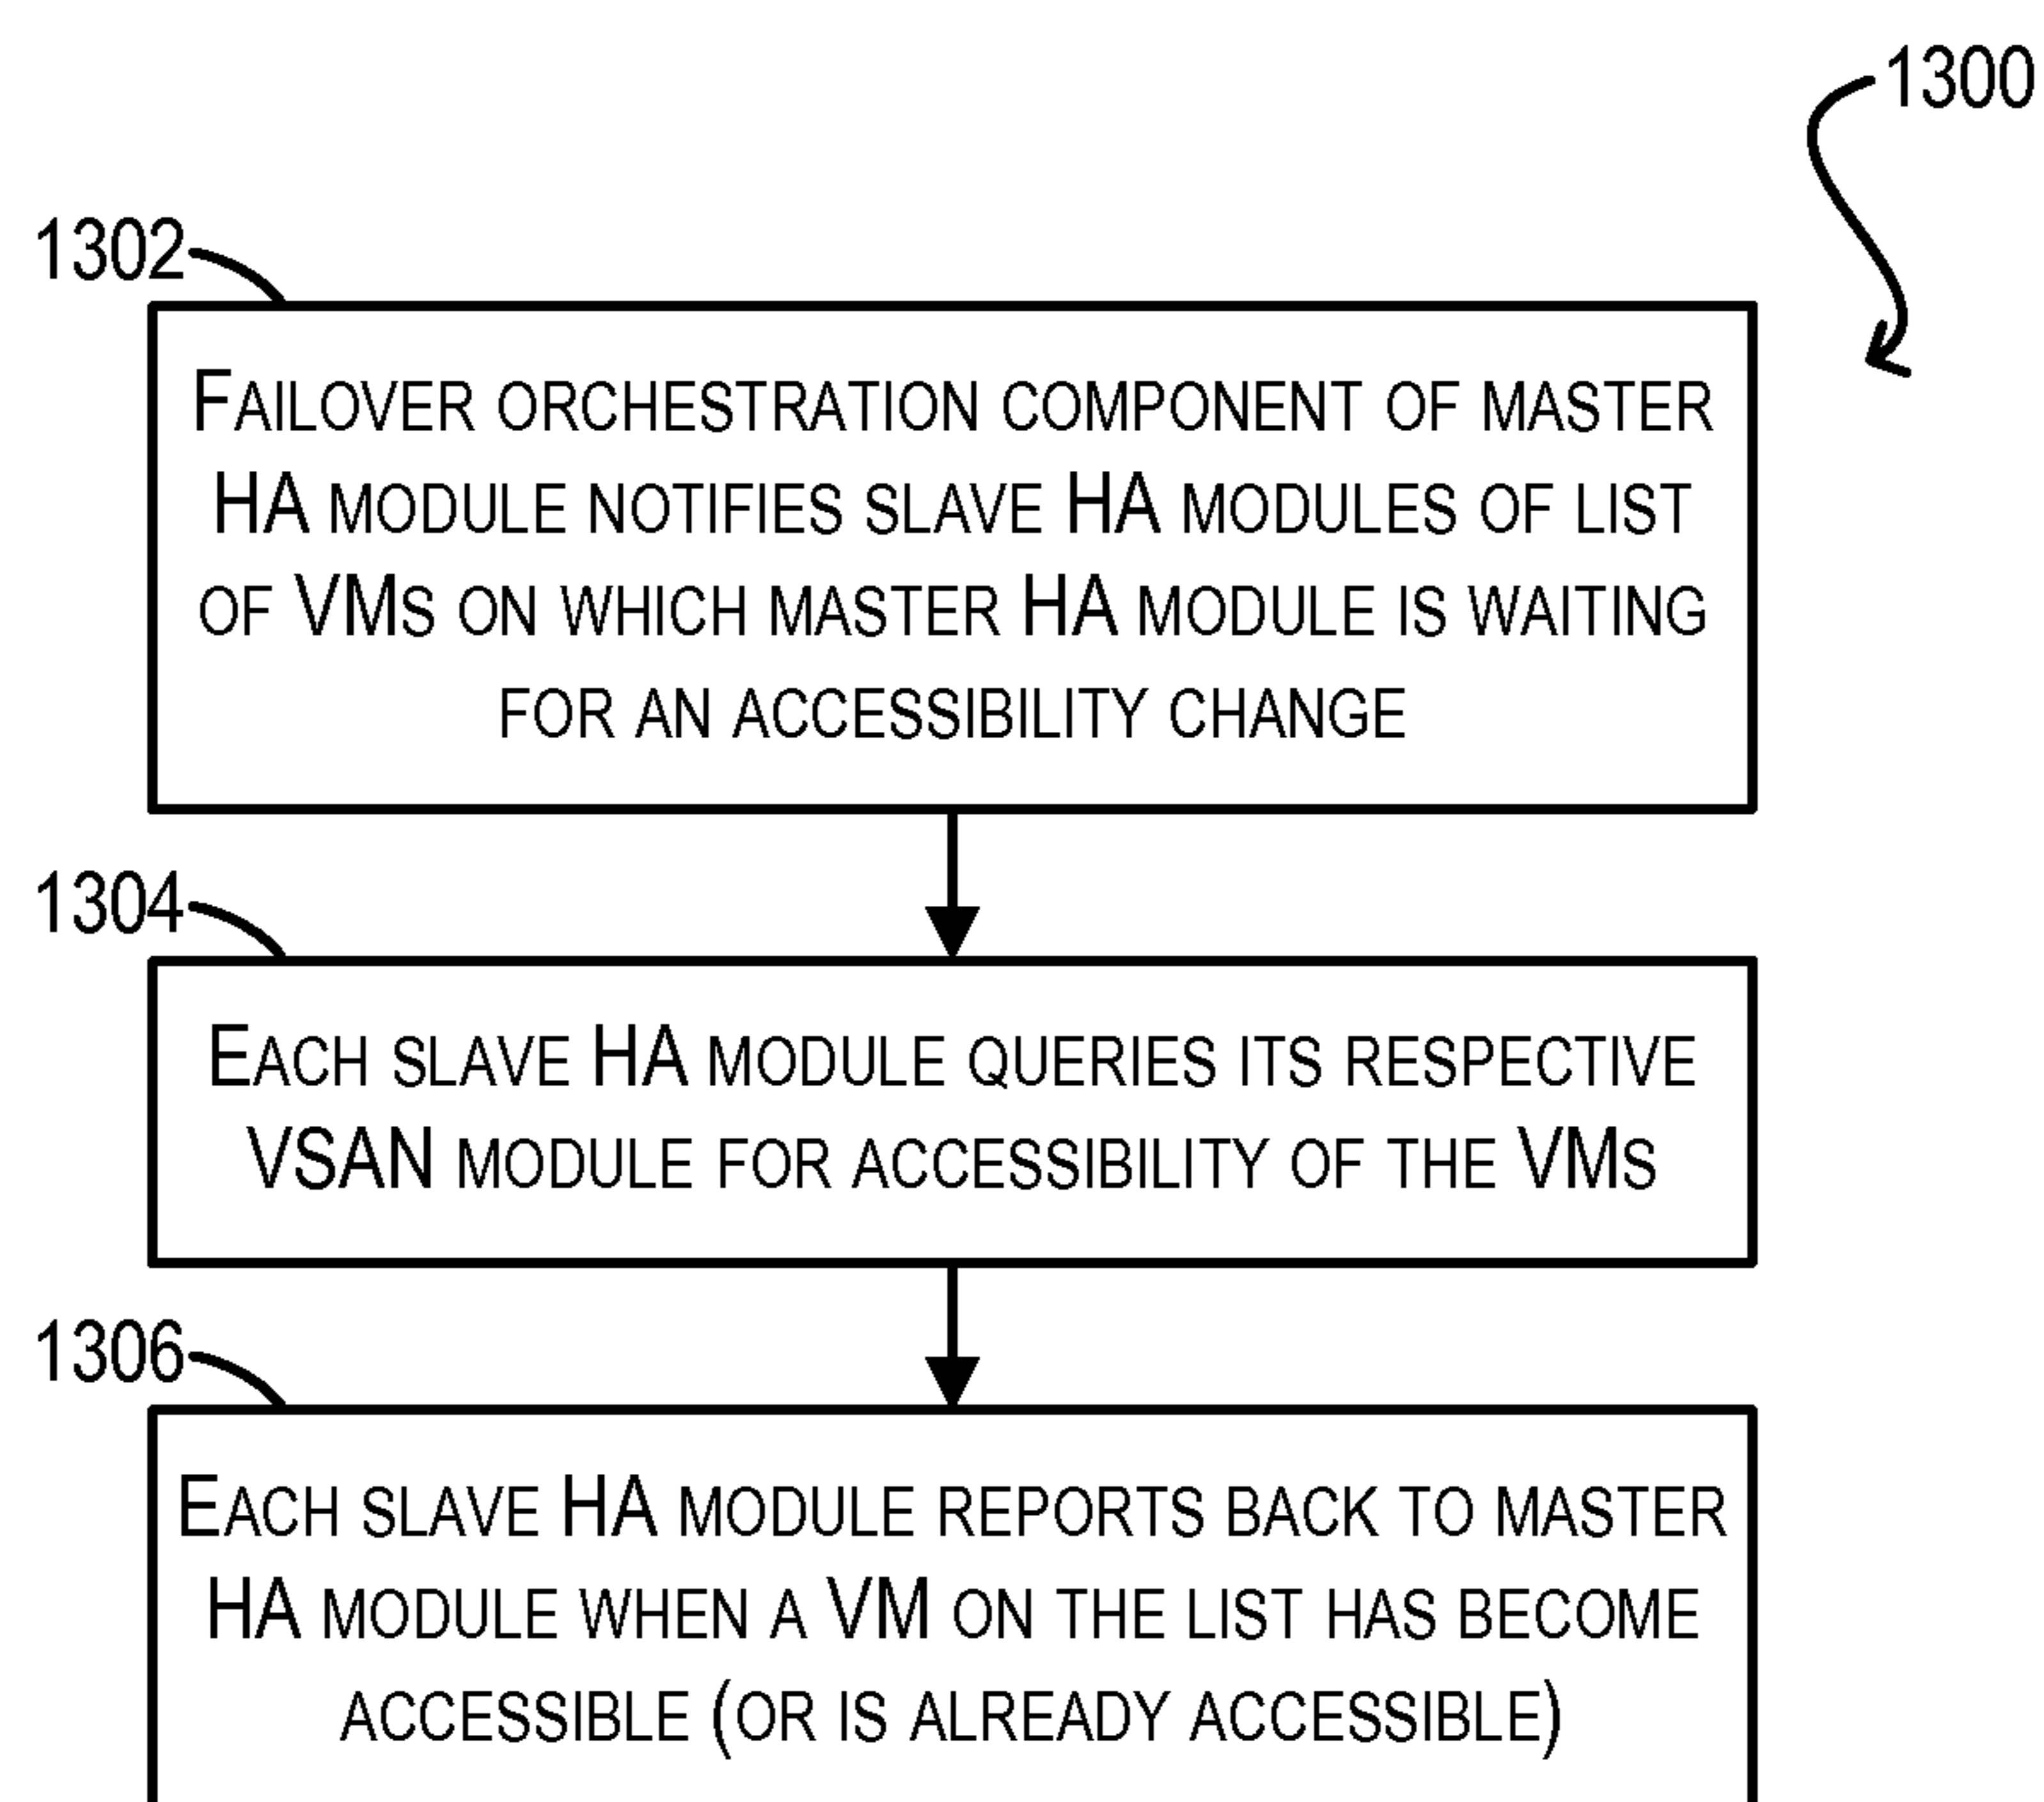 1300
1302
FAILOVER ORCHESTRATION COMPONENT OF MASTER
HA MODULE NOTIFIES SLAVE HA MODULES OF LIST
OF VMS ON WHICH MASTER HA MODULE IS WAITING
FOR AN ACCESSIBILITY CHANGE
1304
EACH SLAVE HA MODULE QUERIES ITS RESPECTIVE
VSAN MODULE FOR ACCESSIBILITY OF THE VMS
1306
EACH SLAVE HA MODULE REPORTS BACK TO MASTER
HA MODULE WHEN A VM ON THE LIST HAS BECOME
ACCESSIBLE (OR IS ALREADY ACCESSIBLE)